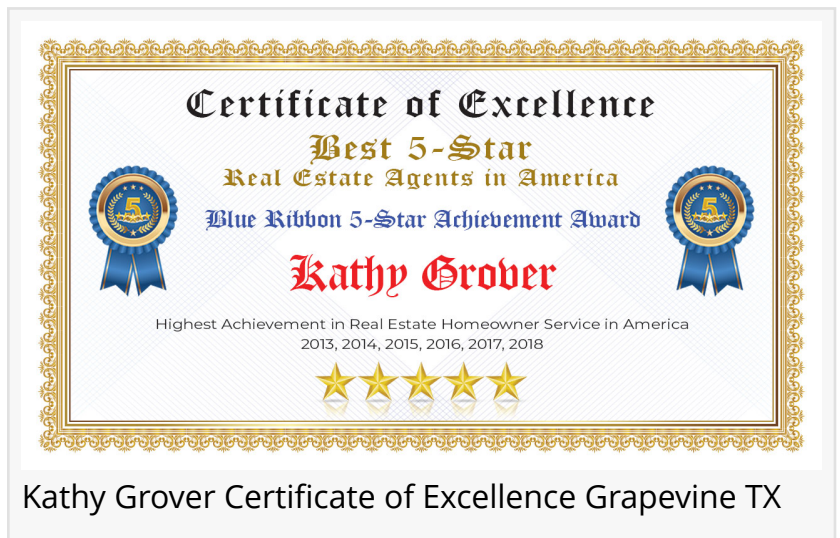 Certificate of Excellence
Best 5-Star
Real Estate Agents in America
Blue Ribbon 5-Star Achievement Award
Kathy Grover
Highest Achievement in Real Estate Homeowner Service in America
2013, 2014, 2015, 2016, 2017, 2018
5
5
Kathy Grover Certificate of Excellence Grapevine TX